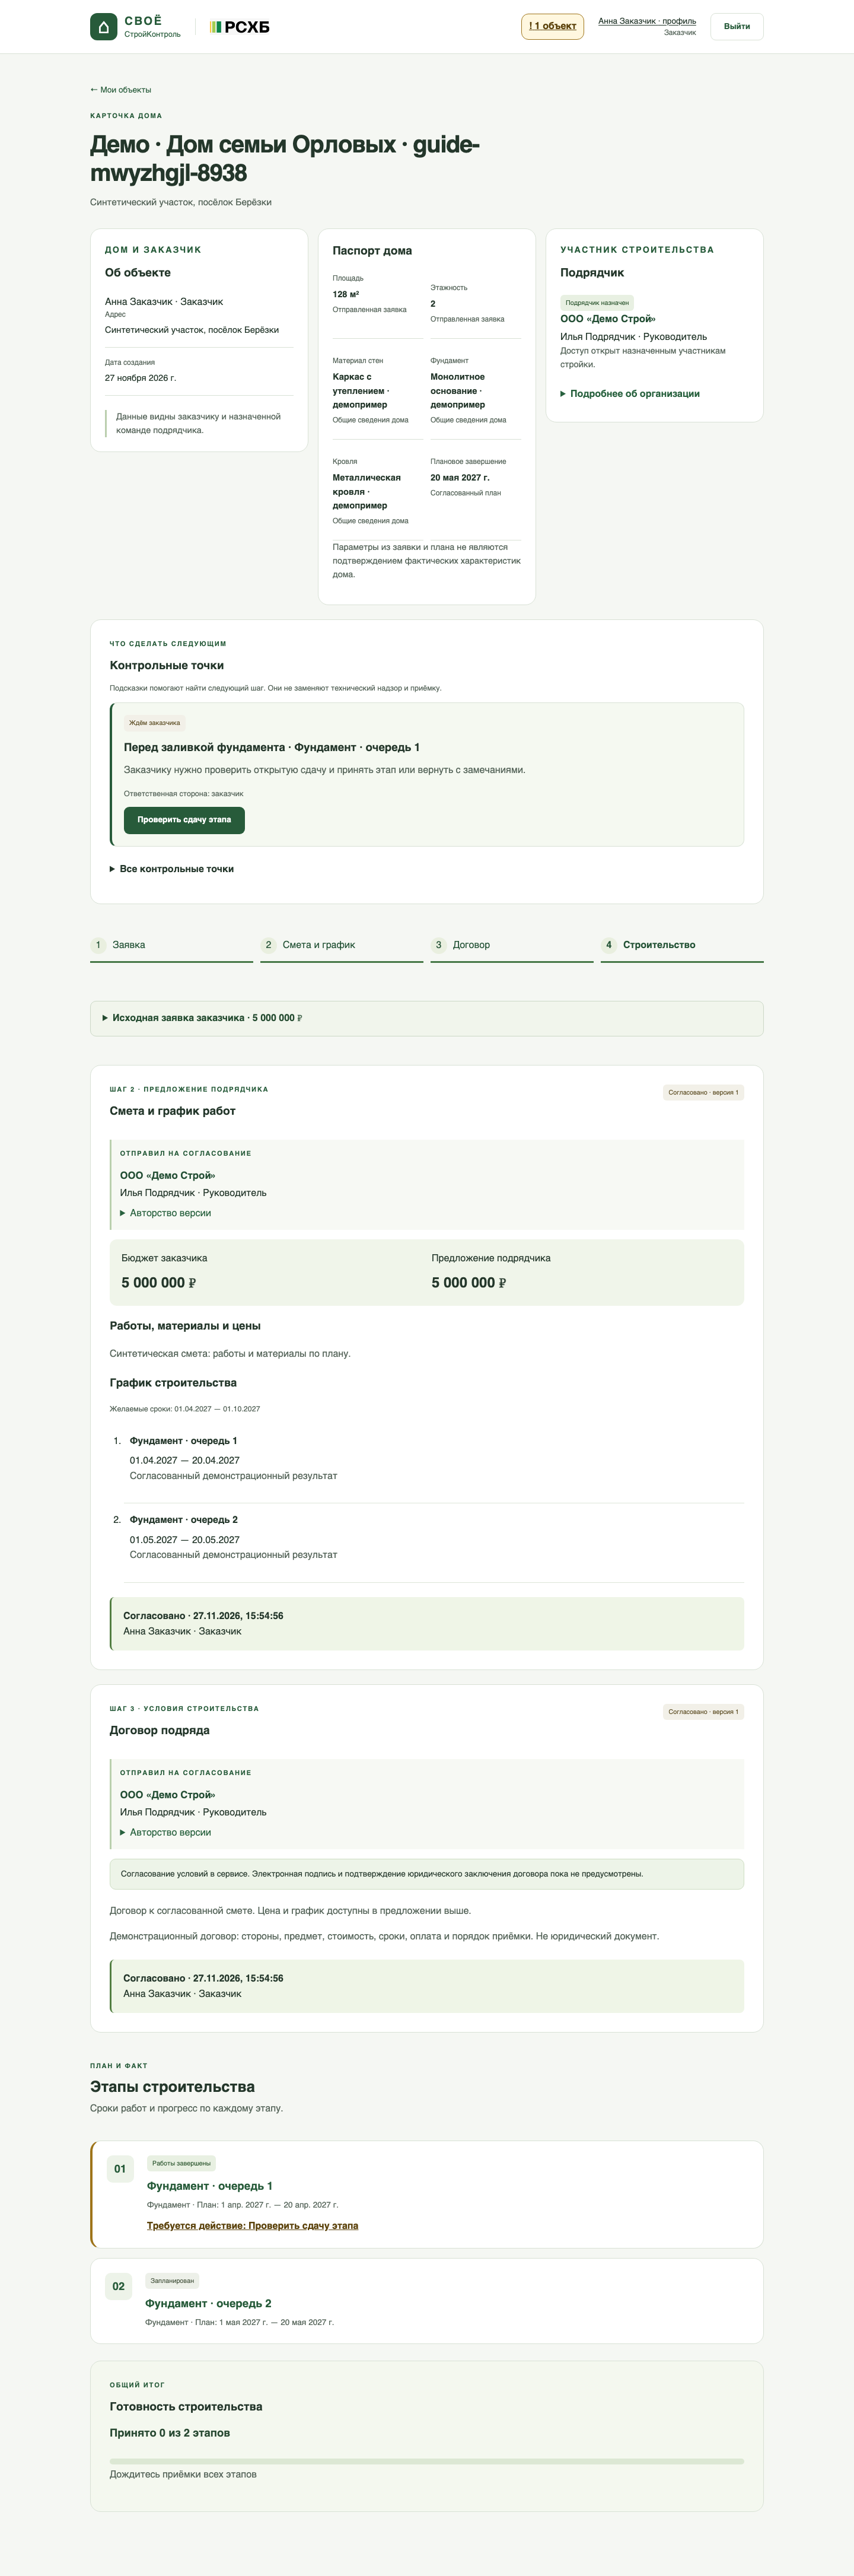 СВОЁ
СтройКонтроль
РСХБ
! 1 объект
Анна Заказчик · профиль
Заказчик
Выйти
← Мои объекты
КАРТОЧКА ДОМА
Демо · Дом семьи Орловых · guide-
mwyzhgjl-8938
Синтетический участок, посёлок Берёзки
ДОМ И ЗАКАЗЧИК
Об объекте
Анна Заказчик · Заказчик
Адрес
Синтетический участок, посёлок Берёзки
Дата создания
27 ноября 2026 г.
Данные видны заказчику и назначенной
команде подрядчика.
Паспорт дома
Площадь
128 м²
Отправленная заявка
Этажность
2
Отправленная заявка
Материал стен
Каркас с
утеплением ·
демопример
Общие сведения дома
Фундамент
Монолитное
основание ·
демопример
Общие сведения дома
Кровля
Металлическая
кровля ·
демопример
Общие сведения дома
Плановое завершение
20 мая 2027 г.
Согласованный план
Параметры из заявки и плана не являются
подтверждением фактических характеристик
дома.
УЧАСТНИК СТРОИТЕЛЬСТВА
Подрядчик
Подрядчик назначен
ООО «Демо Строй»
Илья Подрядчик · Руководитель
Доступ открыт назначенным участникам
стройки.
▶ Подробнее об организации
ЧТО СДЕЛАТЬ СЛЕДУЮЩИМ
Контрольные точки
Подсказки помогают найти следующий шаг. Они не заменяют технический надзор и приёмку.
Ждём заказчика
Перед заливкой фундамента · Фундамент · очередь 1
Заказчику нужно проверить открытую сдачу и принять этап или вернуть с замечаниями.
Ответственная сторона: заказчик
Проверить сдачу этапа
▶ Все контрольные точки
1 Заявка
2 Смета и график
3 Договор
4 Строительство
▶ Исходная заявка заказчика · 5 000 000 ₽
ШАГ 2 · ПРЕДЛОЖЕНИЕ ПОДРЯДЧИКА
Согласовано · версия 1
Смета и график работ
ОТПРАВИЛ НА СОГЛАСОВАНИЕ
ООО «Демо Строй»
Илья Подрядчик · Руководитель
▶ Авторство версии
Бюджет заказчика
5 000 000 ₽
Предложение подрядчика
5 000 000 ₽
Работы, материалы и цены
Синтетическая смета: работы и материалы по плану.
График строительства
Желаемые сроки: 01.04.2027 — 01.10.2027
1. Фундамент · очередь 1
01.04.2027 — 20.04.2027
Согласованный демонстрационный результат
2. Фундамент · очередь 2
01.05.2027 — 20.05.2027
Согласованный демонстрационный результат
Согласовано · 27.11.2026, 15:54:56
Анна Заказчик · Заказчик
ШАГ 3 · УСЛОВИЯ СТРОИТЕЛЬСТВА
Согласовано · версия 1
Договор подряда
ОТПРАВИЛ НА СОГЛАСОВАНИЕ
ООО «Демо Строй»
Илья Подрядчик · Руководитель
▶ Авторство версии
Согласование условий в сервисе. Электронная подпись и подтверждение юридического заключения договора пока не предусмотрены.
Договор к согласованной смете. Цена и график доступны в предложении выше.
Демонстрационный договор: стороны, предмет, стоимость, сроки, оплата и порядок приёмки. Не юридический документ.
Согласовано · 27.11.2026, 15:54:56
Анна Заказчик · Заказчик
ПЛАН И ФАКТ
Этапы строительства
Сроки работ и прогресс по каждому этапу.
01
Работы завершены
Фундамент · очередь 1
Фундамент · План: 1 апр. 2027 г. — 20 апр. 2027 г.
Требуется действие: Проверить сдачу этапа
02
Запланирован
Фундамент · очередь 2
Фундамент · План: 1 мая 2027 г. — 20 мая 2027 г.
ОБЩИЙ ИТОГ
Готовность строительства
Принято 0 из 2 этапов
Дождитесь приёмки всех этапов